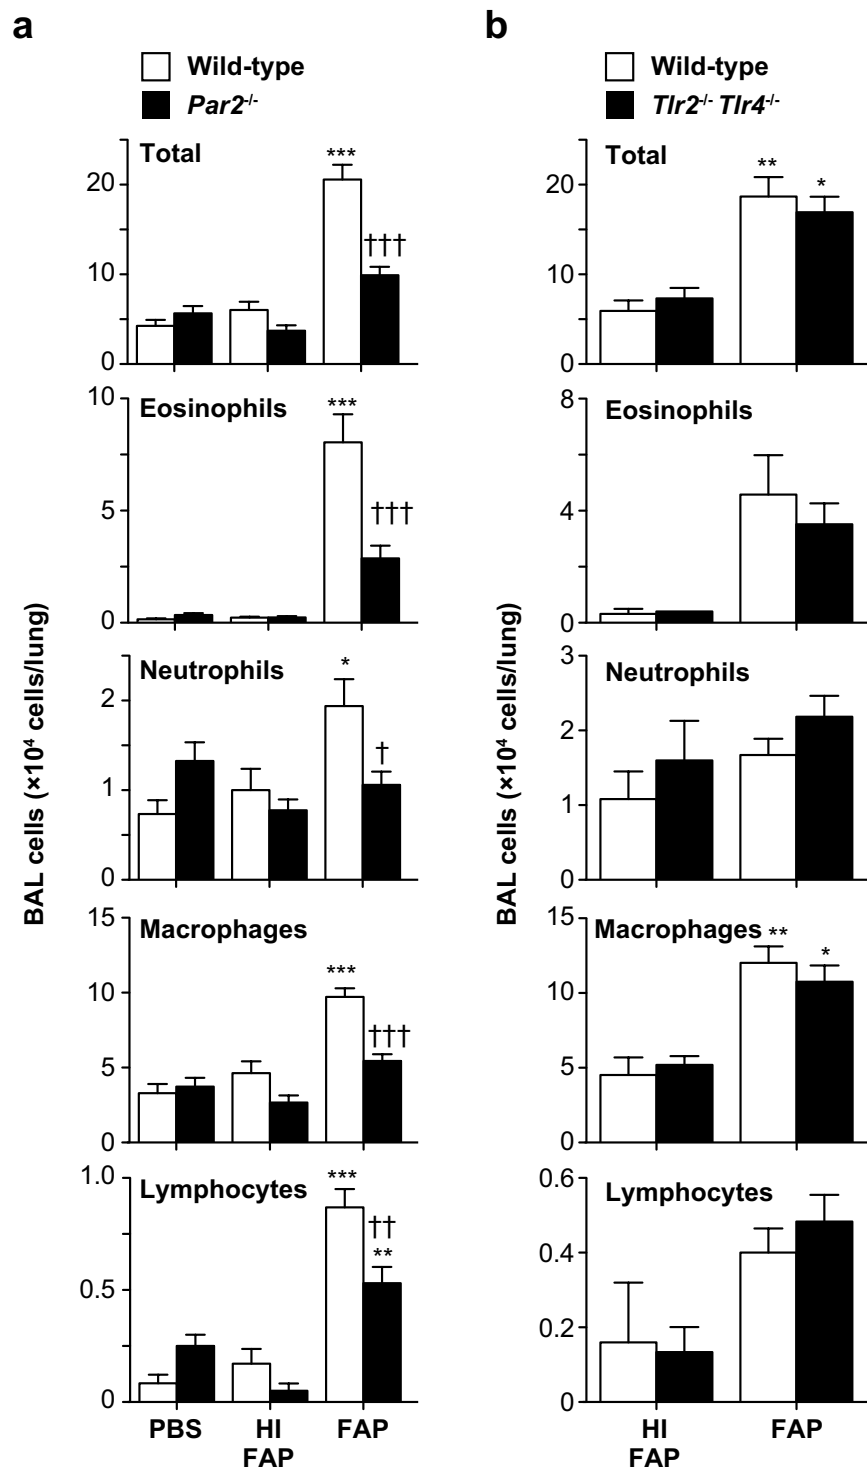 a
Wild-type
Par2-/-
BAL cells (×10⁴ cells/lung)
Total
***
†††
20
10
0
Eosinophils
***
†††
10
5
0
Neutrophils
*
†
2
1
0
Macrophages
***
†††
15
10
5
0
Lymphocytes
***
††
**
1.0
0.5
0
PBS
HI
FAP
FAP
b
Wild-type
Tlr2-/- Tlr4-/-
BAL cells (×10⁴ cells/lung)
Total
**
*
20
10
0
Eosinophils
8
4
0
Neutrophils
3
2
1
0
Macrophages
**
*
15
10
5
0
Lymphocytes
0.6
0.4
0.2
0
HI
FAP
FAP